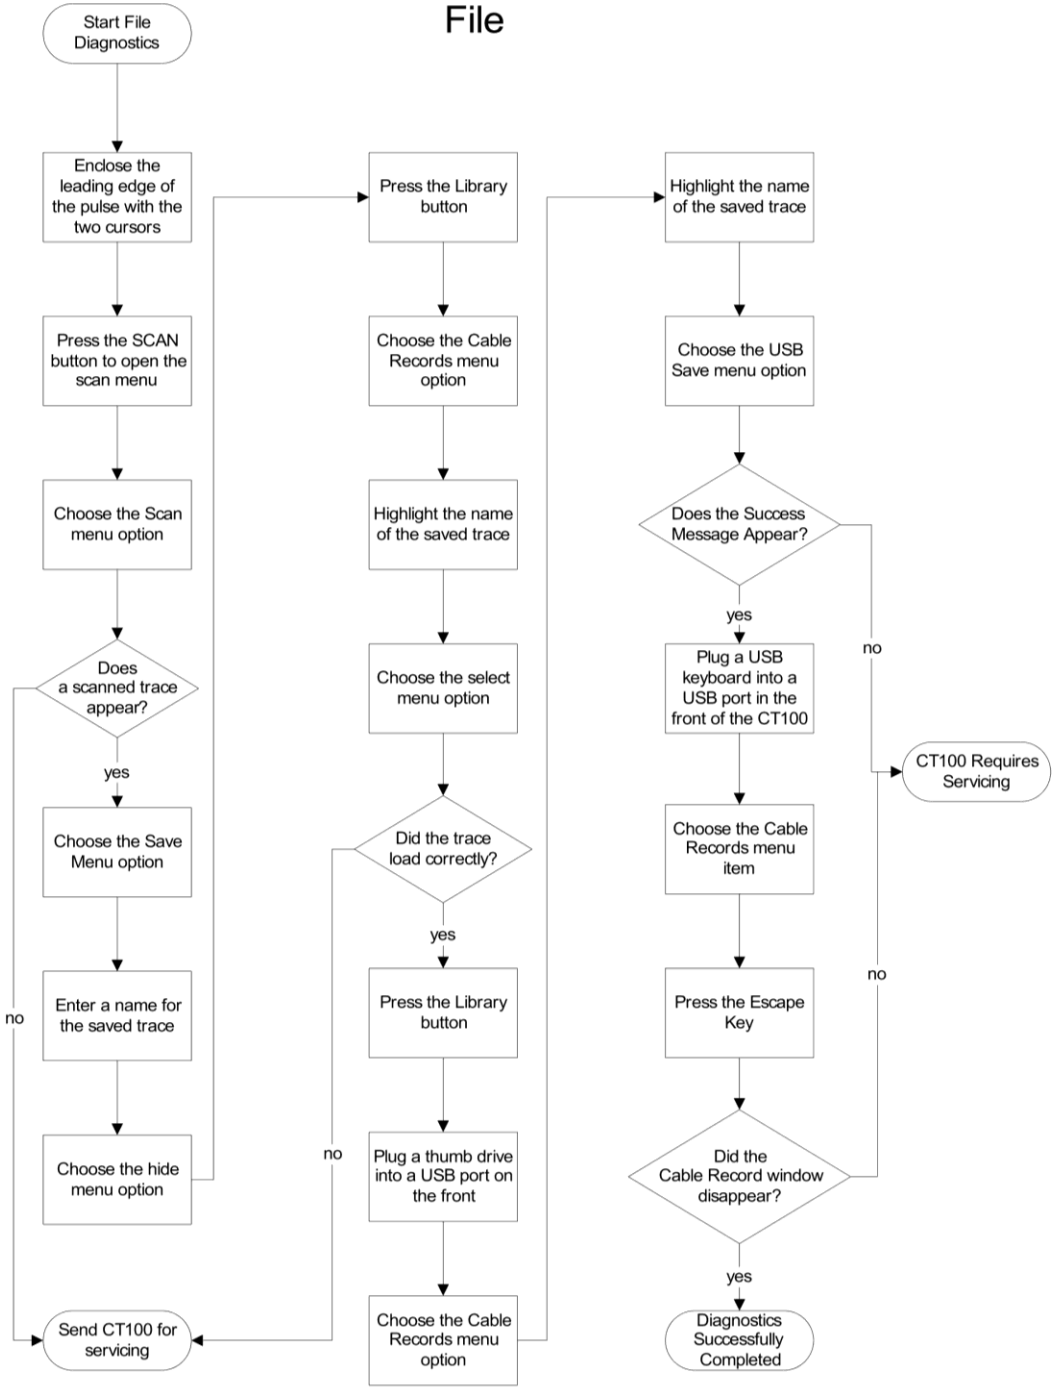 File
Start File
Diagnostics
Enclose the
leading edge of
the pulse with the
two cursors
Press the SCAN
button to open the
scan menu
Choose the Scan
menu option
Does
a scanned trace
appear?
yes
no
Choose the Save
Menu option
Enter a name for
the saved trace
Choose the hide
menu option
Send CT100 for
servicing
Press the Library
button
Choose the Cable
Records menu
option
Highlight the name
of the saved trace
Choose the select
menu option
Did the trace
load correctly?
yes
no
Press the Library
button
Plug a thumb drive
into a USB port on
the front
Choose the Cable
Records menu
option
Highlight the name
of the saved trace
Choose the USB
Save menu option
Does the Success
Message Appear?
yes
no
Plug a USB
keyboard into a
USB port in the
front of the CT100
CT100 Requires
Servicing
Choose the Cable
Records menu
item
Press the Escape
Key
no
Did the
Cable Record window
disappear?
yes
Diagnostics
Successfully
Completed